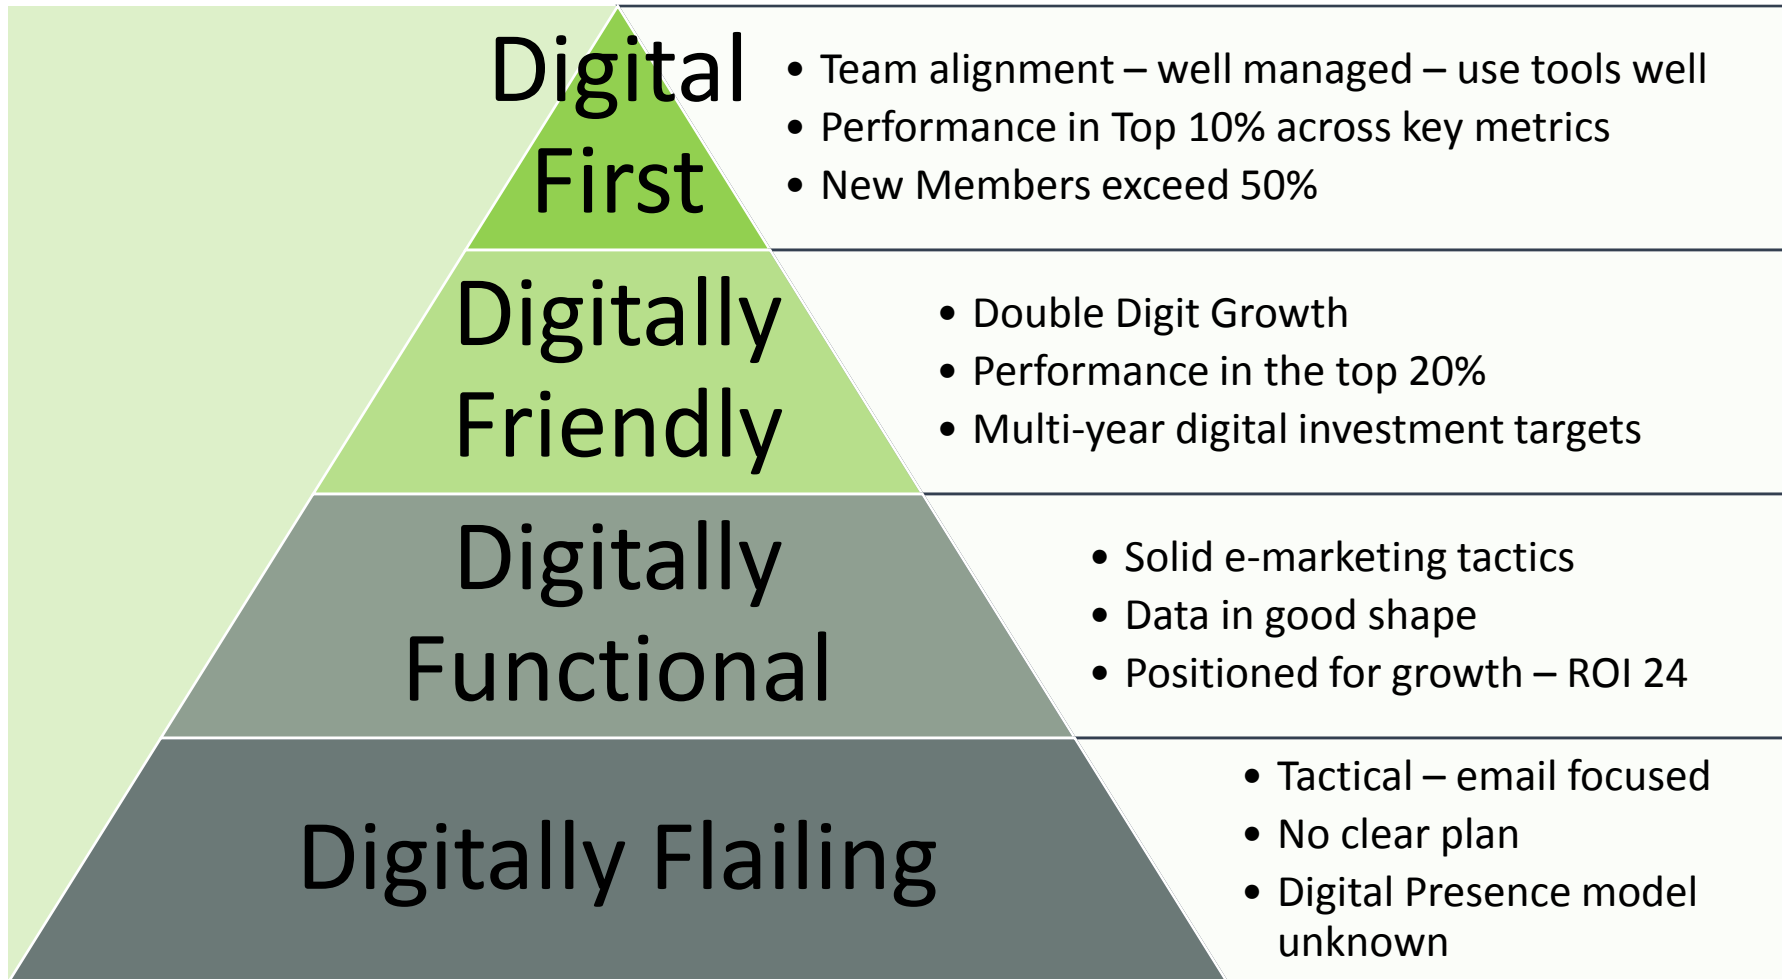 Digital
First
• Team alignment – well managed – use tools well
• Performance in Top 10% across key metrics
• New Members exceed 50%
Digitally
Friendly
• Double Digit Growth
• Performance in the top 20%
• Multi-year digital investment targets
Digitally
Functional
• Solid e-marketing tactics
• Data in good shape
• Positioned for growth – ROI 24
Digitally Flailing
• Tactical – email focused
• No clear plan
• Digital Presence model
unknown